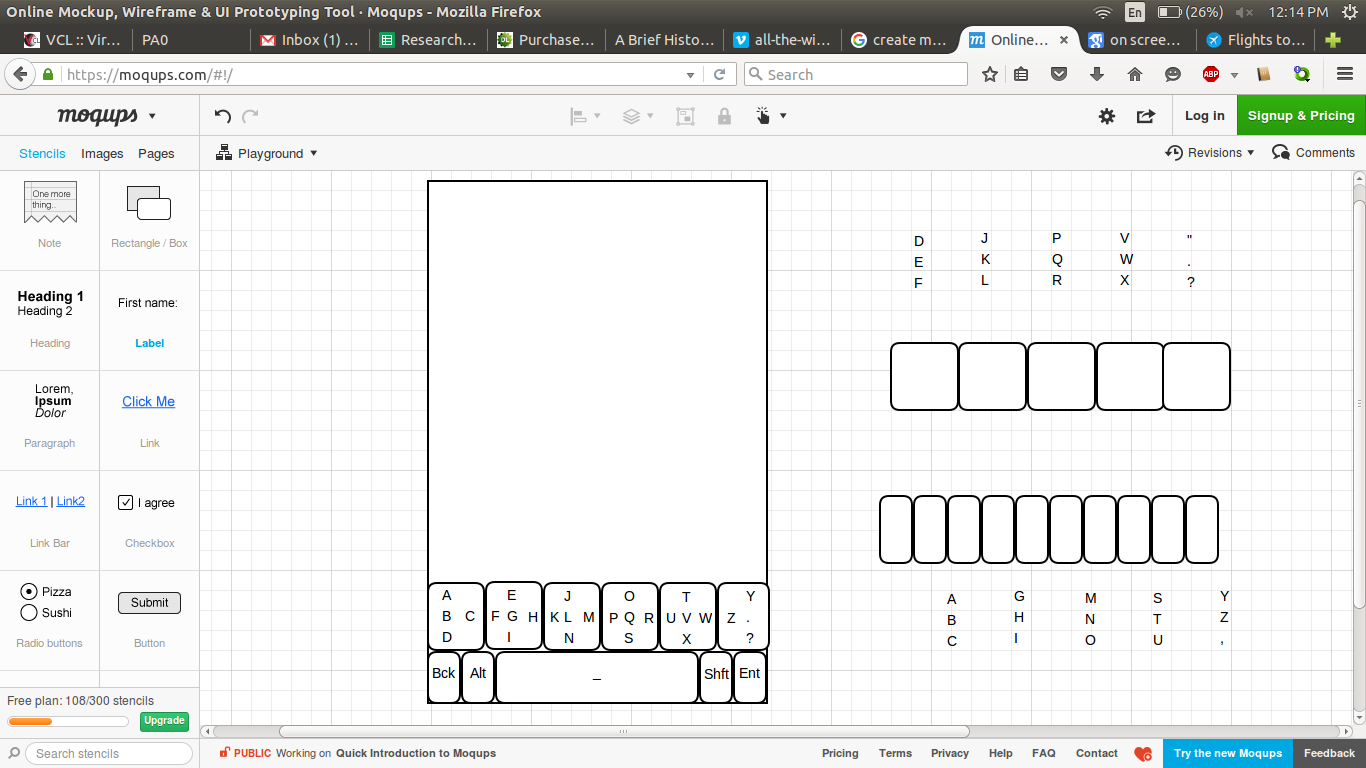 Online Mockup, Wireframe & UI Prototyping Tool · Moqups - Mozilla Firefox
En (26%) 12:14 PM
VCL :: Vir... PA0 Inbox (1) ... Research... Purchase... A Brief Histo... all-the-wi... create m... Online... on scree... Flights to...
https://moqups.com/#!/ Search ABP
moqups Log in Signup & Pricing
Stencils Images Pages Playground Revisions Comments
One more
thing..
Note Rectangle / Box
Heading 1
Heading 2
First name:
Heading Label
Lorem,
Ipsum
Dolor
Click Me
Paragraph Link
Link 1 | Link2 I agree
Link Bar Checkbox
Pizza
Sushi
Submit
Radio buttons Button
Free plan: 108/300 stencils
Upgrade
Search stencils
D J P V "
E K Q W .
F L R X ?
A E J O T Y
B C F G H K L M P Q R U V W Z .
D I N S X ?
Bck Alt _ Shft Ent
A G M S Y
B H N T Z
C I O U ,
PUBLIC Working on Quick Introduction to Moqups Pricing Terms Privacy Help FAQ Contact Try the new Moqups Feedback